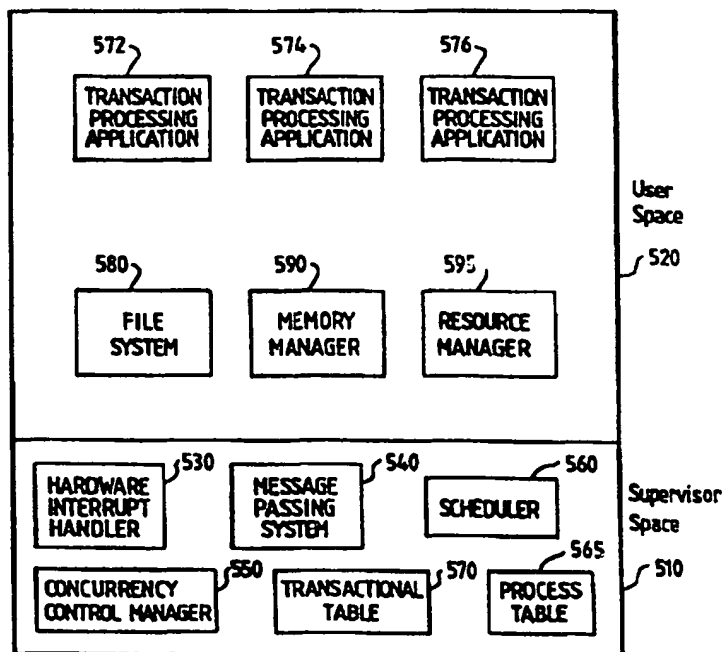 572 574 576
TRANSACTION PROCESSING APPLICATION
TRANSACTION PROCESSING APPLICATION
TRANSACTION PROCESSING APPLICATION
User
Space
520
580 590 595
FILE
SYSTEM
MEMORY
MANAGER
RESOURCE
MANAGER
530 540 560
HARDWARE
INTERRUPT
HANDLER
MESSAGE
PASSING
SYSTEM
SCHEDULER
Supervisor
Space
510
550 570 565
CONCURRENCY
CONTROL MANAGER
TRANSACTIONAL
TABLE
PROCESS
TABLE